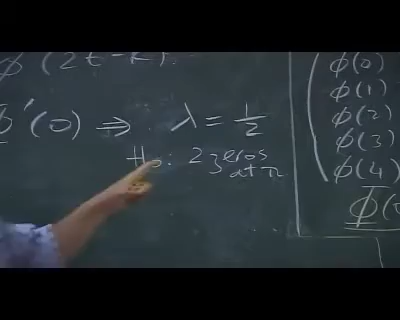 φ(2t-k).
Φ'(0) ⇒ λ = 1/2
H₀: 2 zeros
at π
φ(0)
φ(1)
φ(2)
φ(3)
φ(4)